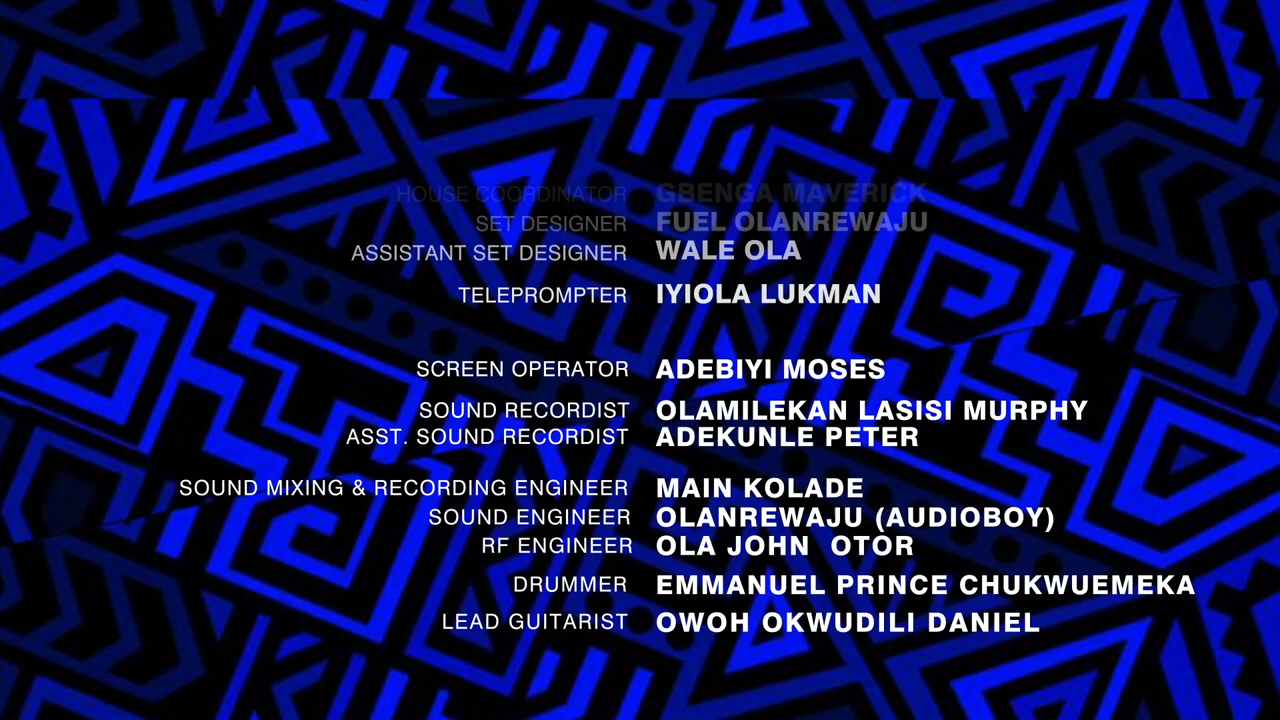 HOUSE COORDINATOR GBENGA MAVERICK
SET DESIGNER FUEL OLANREWAJU
ASSISTANT SET DESIGNER WALE OLA
TELEPROMPTER IYIOLA LUKMAN
SCREEN OPERATOR ADEBIYI MOSES
SOUND RECORDIST OLAMILEKAN LASISI MURPHY
ASST. SOUND RECORDIST ADEKUNLE PETER
SOUND MIXING & RECORDING ENGINEER MAIN KOLADE
SOUND ENGINEER OLANREWAJU (AUDIOBOY)
RF ENGINEER OLA JOHN OTOR
DRUMMER EMMANUEL PRINCE CHUKWUEMEKA
LEAD GUITARIST OWOH OKWUDILI DANIEL